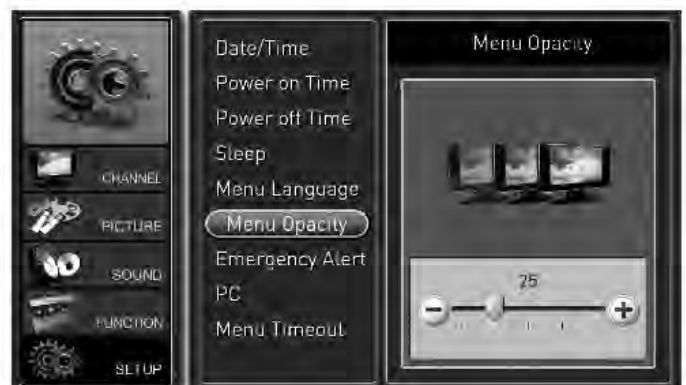 CHANNEL
PICTURE
SOUND
FUNCTION
SETUP
Date/Time
Power on Time
Power off Time
Sleep
Menu Language
Menu Opacity
Emergency Alert
PC
Menu Timeout
Menu Opacity
25